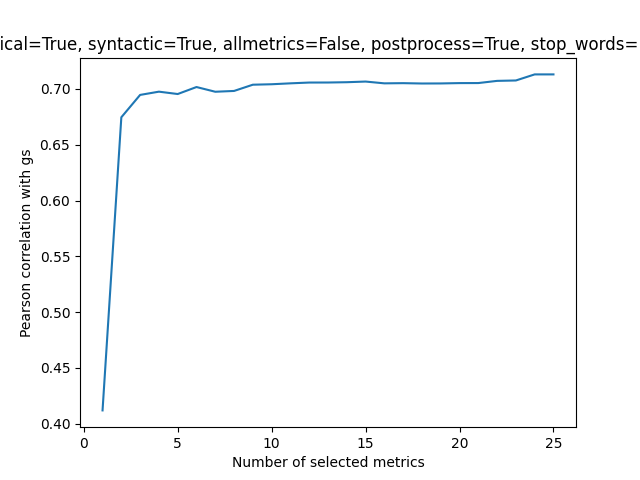 ical=True, syntactic=True, allmetrics=False, postprocess=True, stop_words=
Pearson correlation with gs
0.70
0.65
0.60
0.55
0.50
0.45
0.40
0 5 10 15 20 25
Number of selected metrics